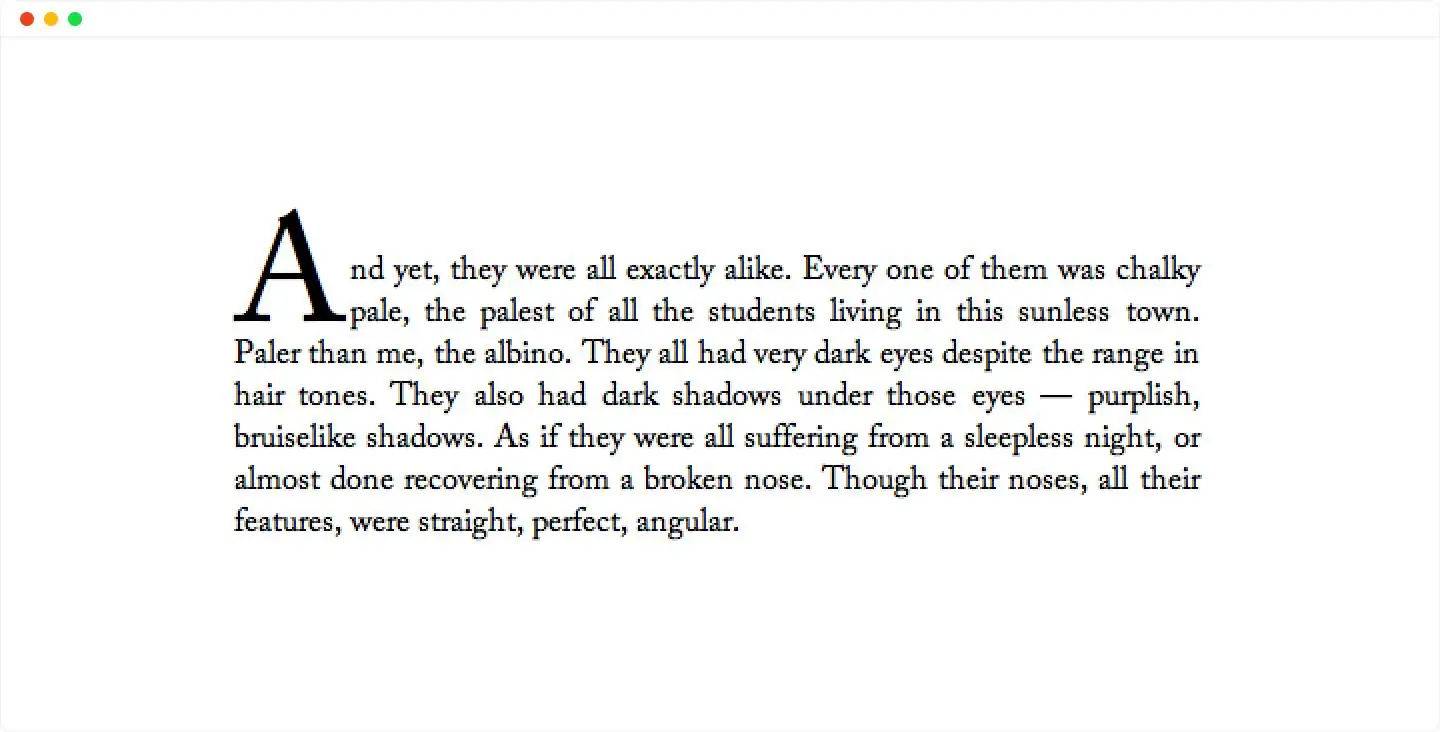 And yet, they were all exactly alike. Every one of them was chalky
pale, the palest of all the students living in this sunless town.
Paler than me, the albino. They all had very dark eyes despite the range in
hair tones. They also had dark shadows under those eyes — purplish,
bruiselike shadows. As if they were all suffering from a sleepless night, or
almost done recovering from a broken nose. Though their noses, all their
features, were straight, perfect, angular.